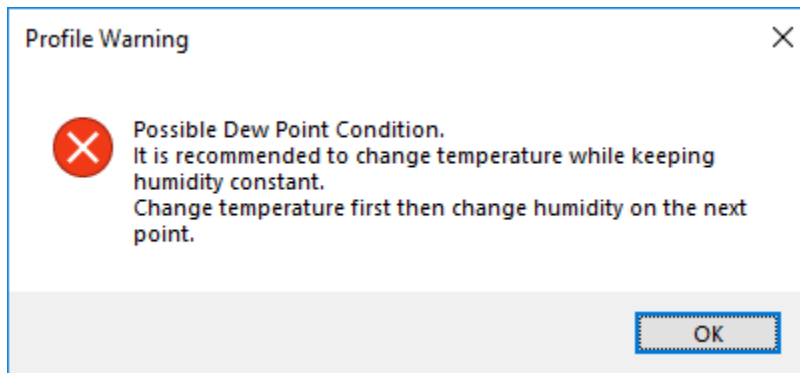 Profile Warning
Possible Dew Point Condition.
It is recommended to change temperature while keeping
humidity constant.
Change temperature first then change humidity on the next
point.
OK